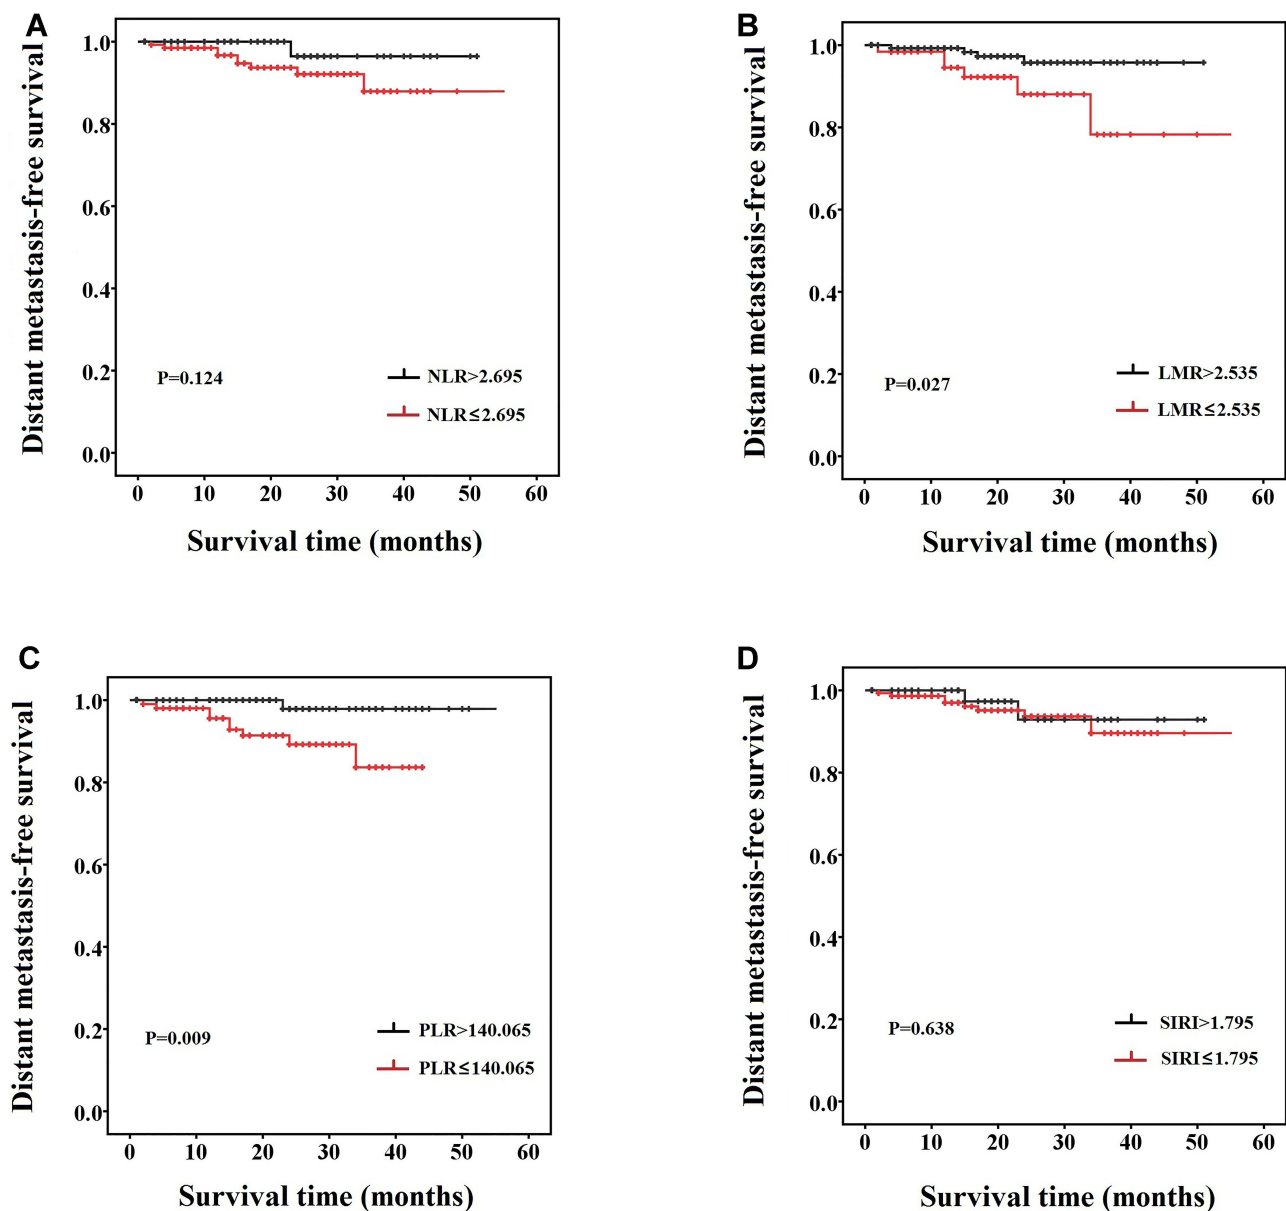 A
Distant metastasis-free survival
1.0
0.8
0.6
0.4
0.2
0.0
P=0.124
NLR>2.695
NLR≤2.695
0 10 20 30 40 50 60
Survival time (months)
B
Distant metastasis-free survival
1.0
0.8
0.6
0.4
0.2
0.0
P=0.027
LMR>2.535
LMR≤2.535
0 10 20 30 40 50 60
Survival time (months)
C
Distant metastasis-free survival
1.0
0.8
0.6
0.4
0.2
0.0
P=0.009
PLR>140.065
PLR≤140.065
0 10 20 30 40 50 60
Survival time (months)
D
Distant metastasis-free survival
1.0
0.8
0.6
0.4
0.2
0.0
P=0.638
SIRI>1.795
SIRI≤1.795
0 10 20 30 40 50 60
Survival time (months)